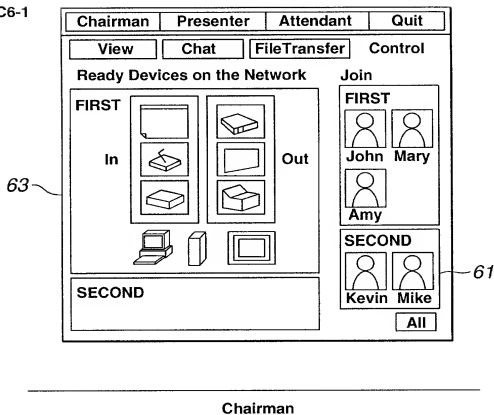 C6-1
Chairman Presenter Attendant Quit
View Chat FileTransfer Control
Ready Devices on the Network Join
FIRST FIRST
In Out
John Mary
63
Amy
SECOND
61
SECOND
Kevin Mike
All
Chairman